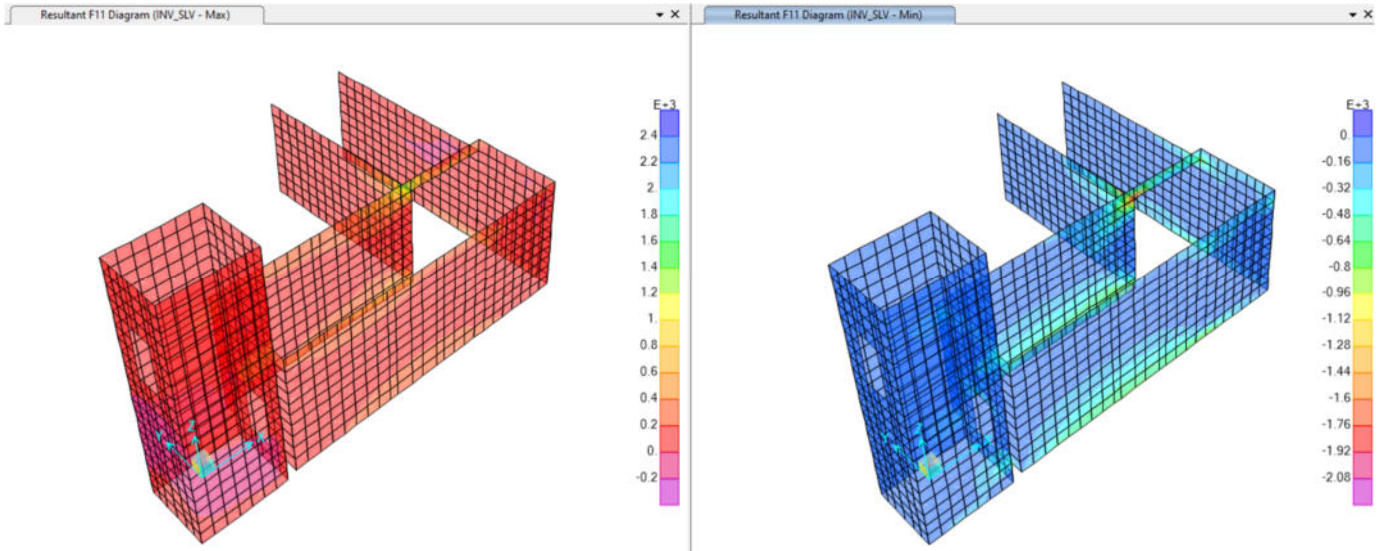 Resultant F11 Diagram (INV_SLV - Max)
E+3
2.4
2.2
2.
1.8
1.6
1.4
1.2
1.
0.8
0.6
0.4
0.2
0.
-0.2
Z
Y
X
Resultant F11 Diagram (INV_SLV - Min)
E+3
0.
-0.16
-0.32
-0.48
-0.64
-0.8
-0.96
-1.12
-1.28
-1.44
-1.6
-1.76
-1.92
-2.08
Z
Y
X